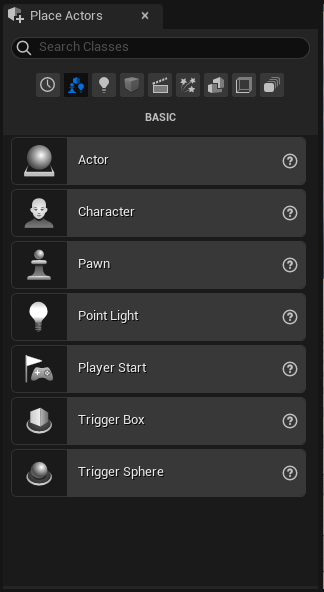 Place Actors
Search Classes
BASIC
Actor
Character
Pawn
Point Light
Player Start
Trigger Box
Trigger Sphere